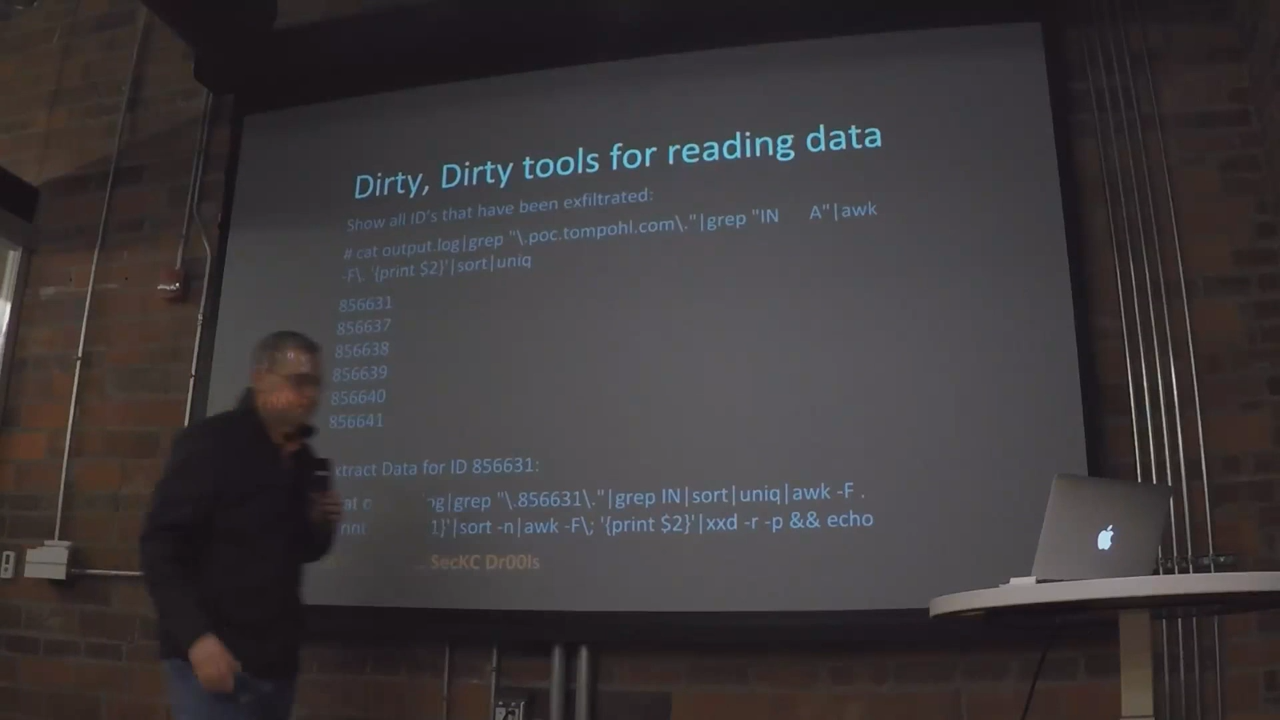 Dirty, Dirty tools for reading data
Show all ID's that have been exfiltrated:
# cat output.log|grep "\.poc.tompohl.com\."|grep "IN A"|awk
-F\. '{print $2}'|sort|uniq
856631
856637
856638
856639
856640
856641
xtract Data for ID 856631:
at o og|grep "\.856631\."|grep IN|sort|uniq|awk -F .
rint 1}'|sort -n|awk -F\; '{print $2}'|xxd -r -p && echo
SecKC Dr00ls